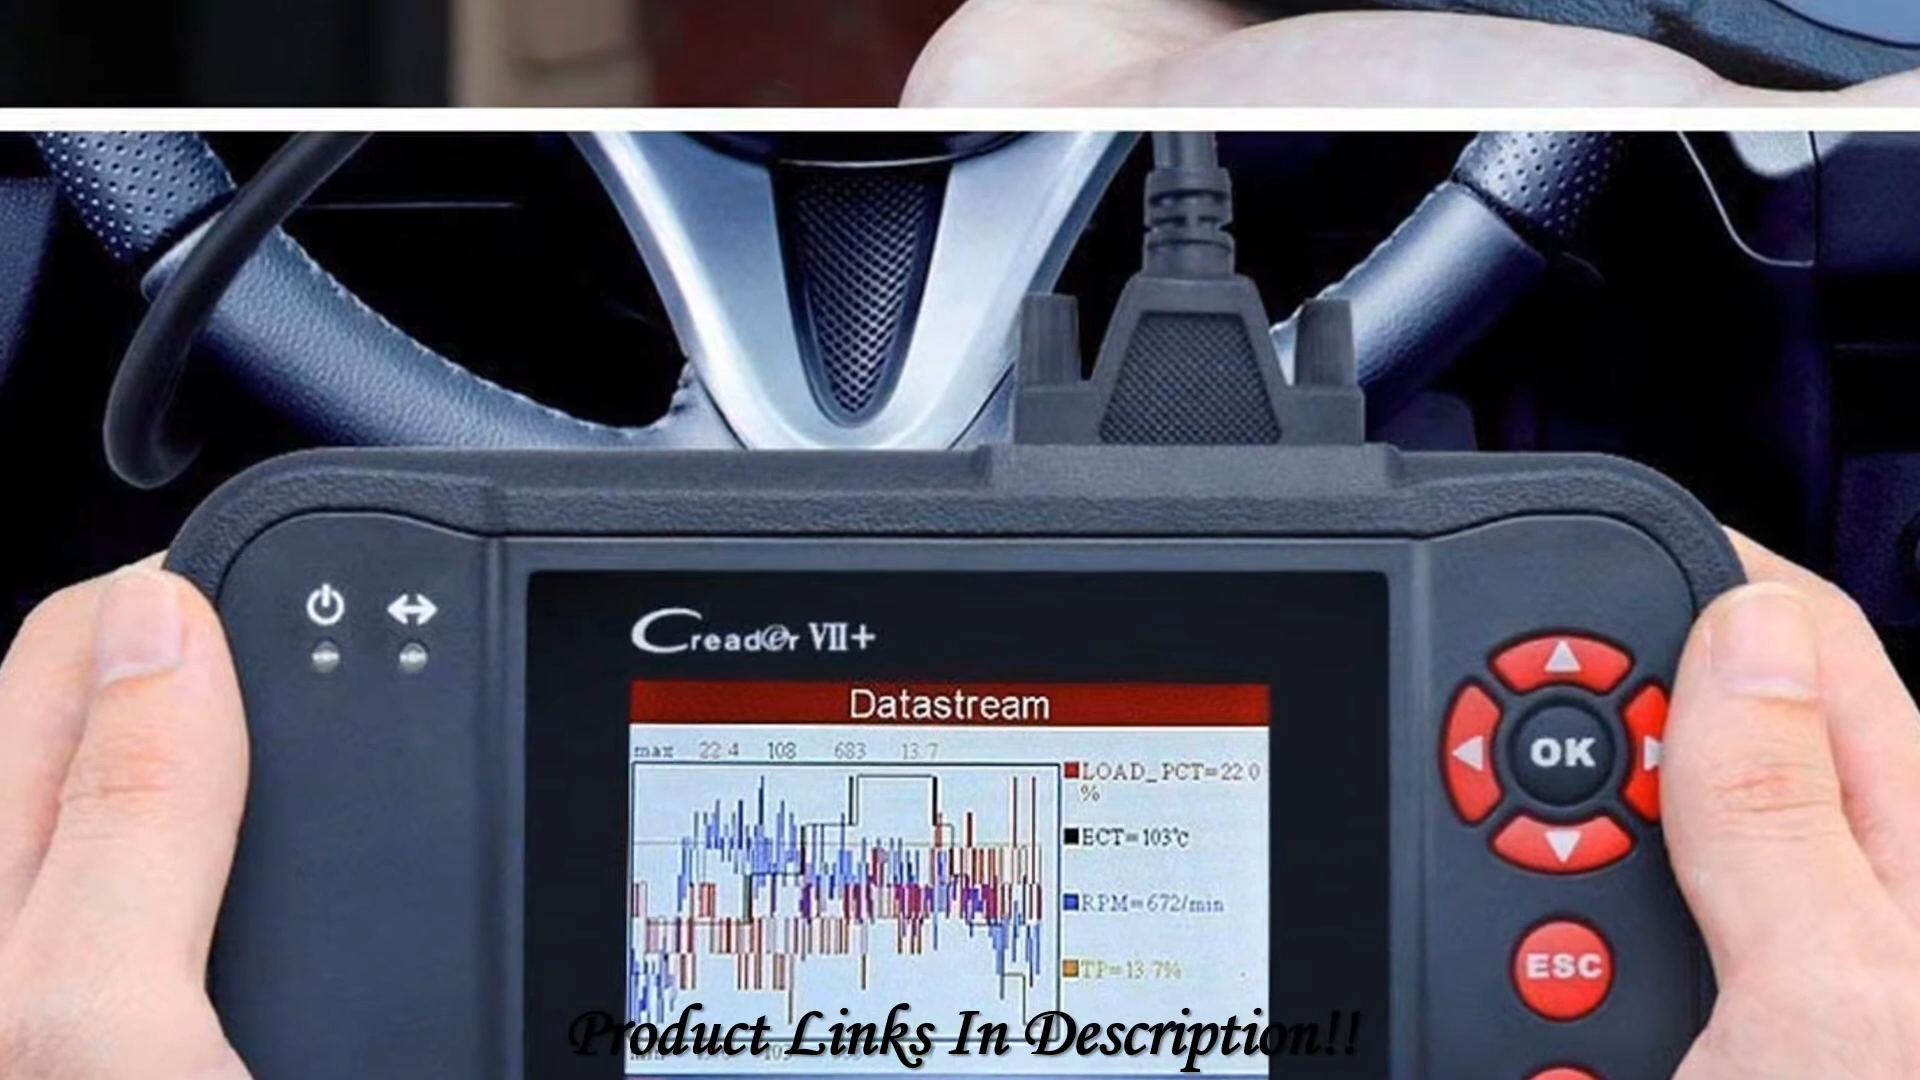 Creader VII+
Datastream
max 22.4 108 683 13.7
LOAD_PCT=22.0
%
ECT=103℃
RPM=672/min
TP=13.7%
OK
ESC
Product Links In Description!!